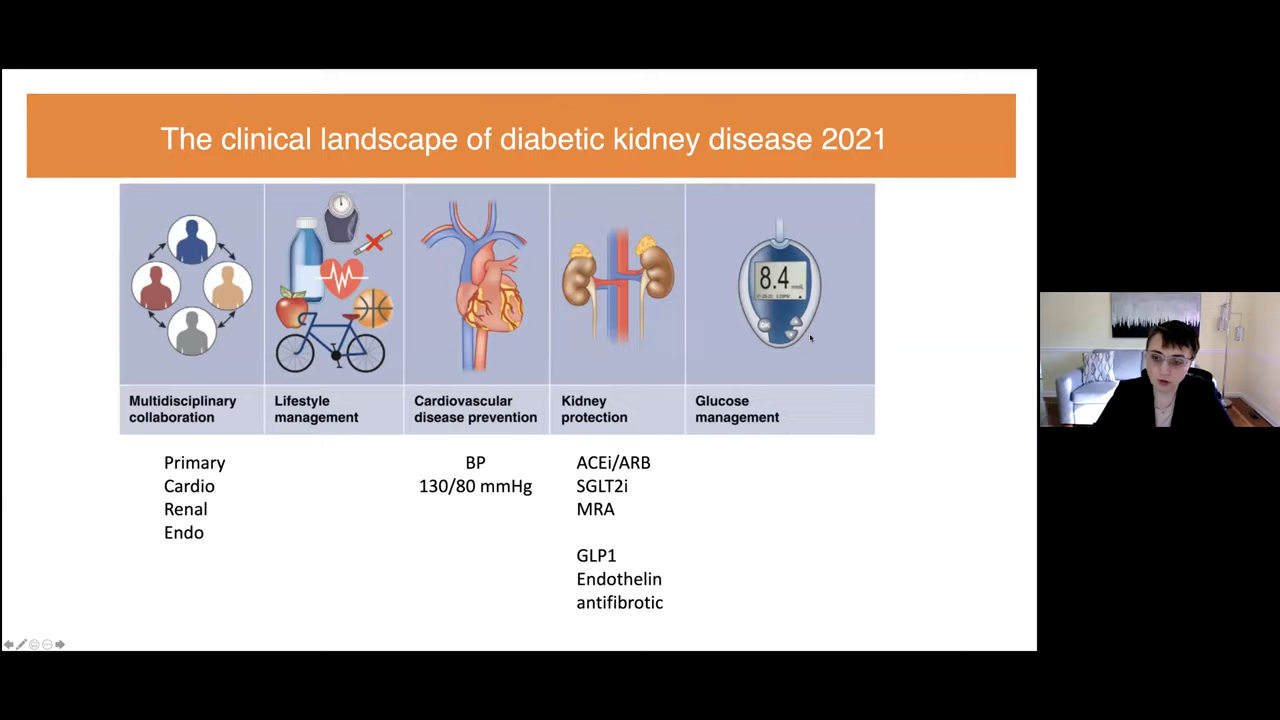 The clinical landscape of diabetic kidney disease 2021
8.4
OK
Multidisciplinary
collaboration
Lifestyle
management
Cardiovascular
disease prevention
Kidney
protection
Glucose
management
Primary
Cardio
Renal
Endo
BP
130/80 mmHg
ACEi/ARB
SGLT2i
MRA
GLP1
Endothelin
antifibrotic